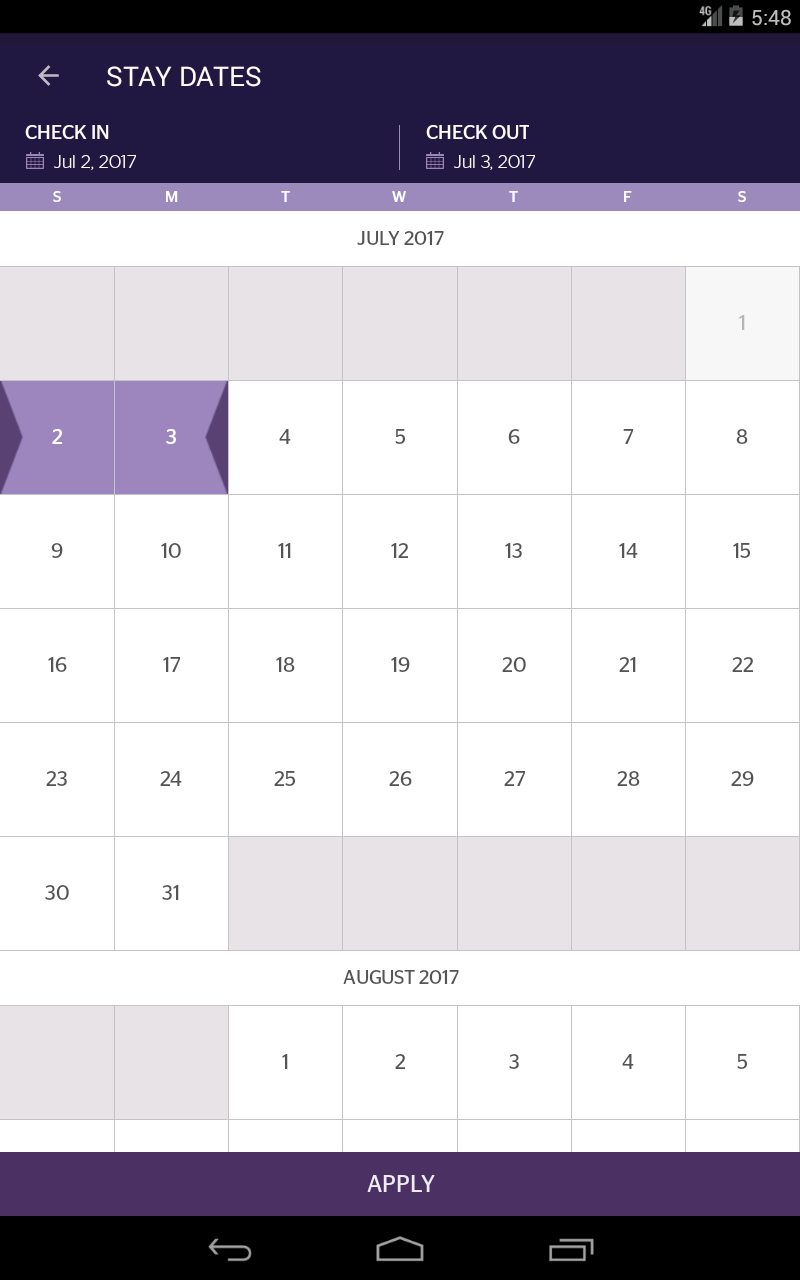 4G 5:48
STAY DATES
CHECK IN CHECK OUT
Jul 2, 2017 Jul 3, 2017
S M T W T F S
JULY 2017
1
2 3 4 5 6 7 8
9 10 11 12 13 14 15
16 17 18 19 20 21 22
23 24 25 26 27 28 29
30 31
AUGUST 2017
1 2 3 4 5
APPLY